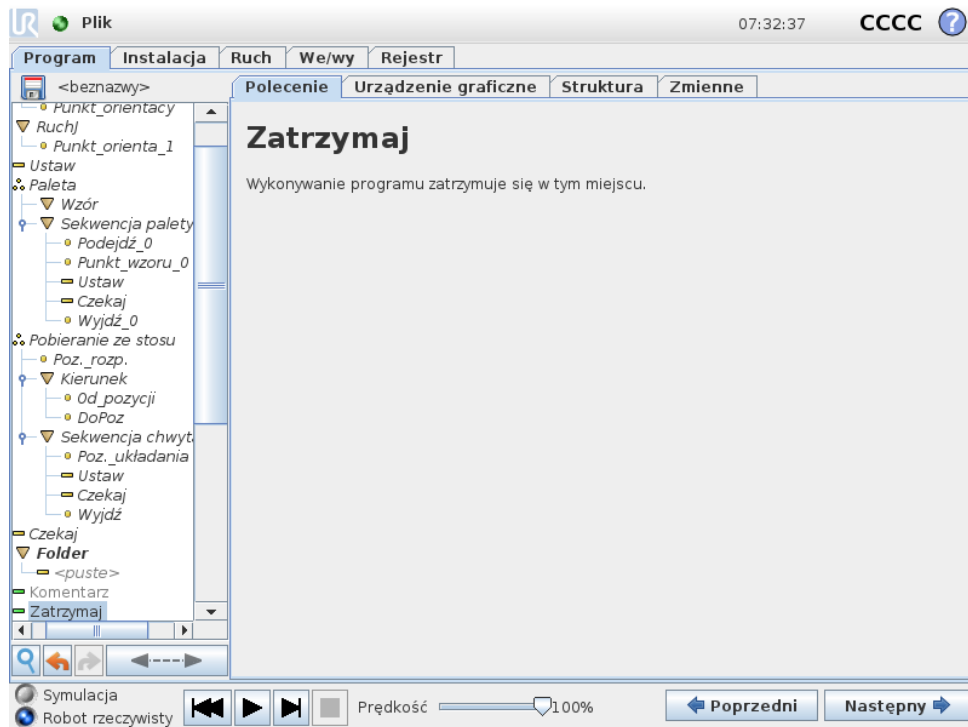 Plik
07:32:37
CCCC
?
Program Instalacja Ruch We/wy Rejestr
<beznazwy>
Polecenie Urządzenie graficzne Struktura Zmienne
Punkt_orientacy
RuchJ
Punkt_orienta_1
Ustaw
Paleta
Wzór
Sekwencja palety
Podejdź_0
Punkt_wzoru_0
Ustaw
Czekaj
Wyjdź_0
Pobieranie ze stosu
Poz._rozp.
Kierunek
Od_pozycji
DoPoz
Sekwencja chwyt
Poz._układania
Ustaw
Czekaj
Wyjdź
Czekaj
Folder
<puste>
Komentarz
Zatrzymaj
Zatrzymaj
Wykonywanie programu zatrzymuje się w tym miejscu.
Symulacja
Robot rzeczywisty
Prędkość 100%
Poprzedni Następny